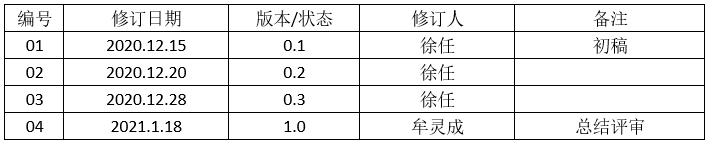 编号 修订日期 版本/状态 修订人 备注
01 2020.12.15 0.1 徐任 初稿
02 2020.12.20 0.2 徐任
03 2020.12.28 0.3 徐任
04 2021.1.18 1.0 牟灵成 总结评审